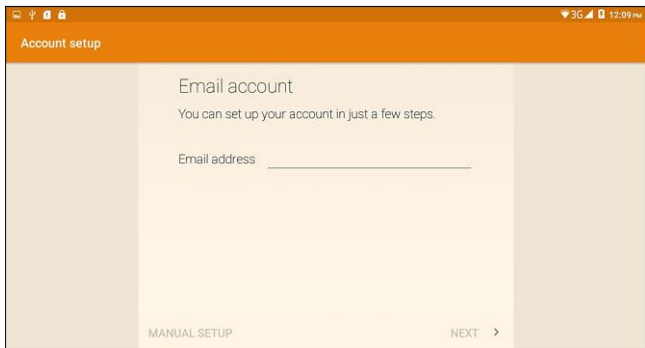 3G 12:09 PM
Account setup
Email account
You can set up your account in just a few steps.
Email address
MANUAL SETUP NEXT